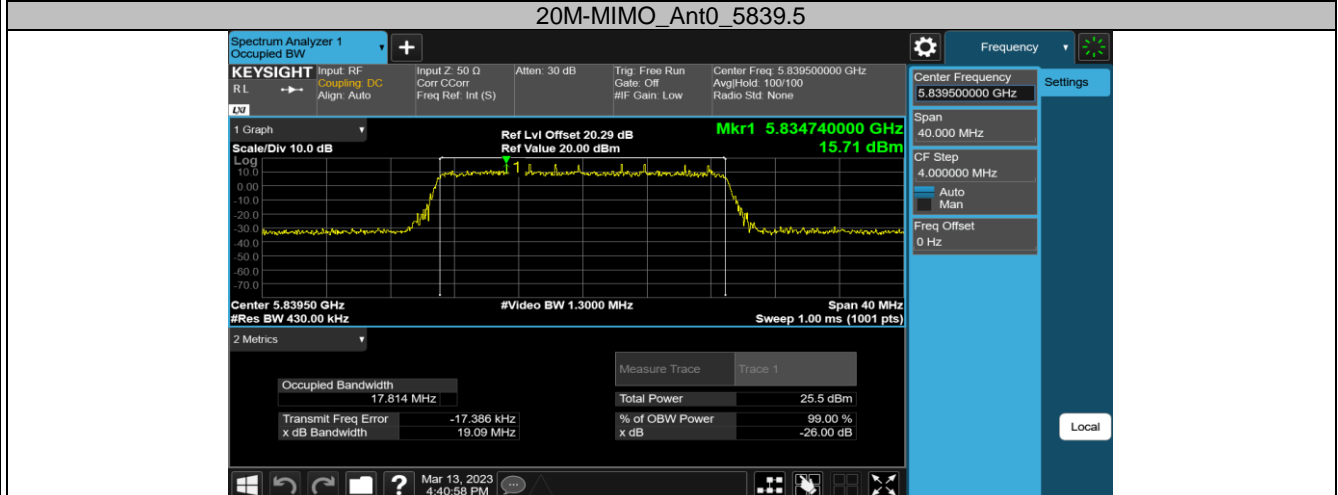 20M-MIMO_Ant0_5839.5
Spectrum Analyzer 1
Occupied BW
+
Frequency
KEYSIGHT
RL
LXI
Input: RF
Coupling: DC
Align: Auto
Input Z: 50 Ω
Corr CCorr
Freq Ref: Int (S)
Atten: 30 dB
Trig: Free Run
Gate: Off
#IF Gain: Low
Center Freq: 5.839500000 GHz
Avg|Hold: 100/100
Radio Std: None
Center Frequency
5.839500000 GHz
Settings
Span
40.000 MHz
CF Step
4.000000 MHz
Auto
Man
Freq Offset
0 Hz
1 Graph
Scale/Div 10.0 dB
Ref Lvl Offset 20.29 dB
Ref Value 20.00 dBm
Mkr1 5.834740000 GHz
15.71 dBm
Log
1
10.0
0.00
-10.0
-20.0
-30.0
-40.0
-50.0
-60.0
-70.0
Center 5.83950 GHz
#Video BW 1.3000 MHz
Span 40 MHz
#Res BW 430.00 kHz
Sweep 1.00 ms (1001 pts)
2 Metrics
Measure Trace
Trace 1
Occupied Bandwidth
17.814 MHz
Total Power
25.5 dBm
Transmit Freq Error
-17.386 kHz
% of OBW Power
99.00 %
x dB Bandwidth
19.09 MHz
x dB
-26.00 dB
Local
?
Mar 13, 2023
4:40:58 PM